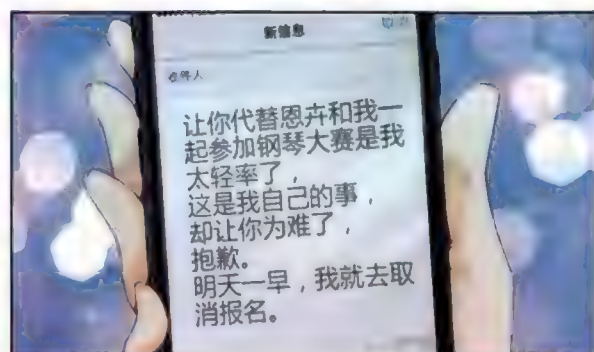 新信息
收件人
让你代替恩卉和我一
起参加钢琴大赛是我
太轻率了，
这是我自己的事，
却让你为难了，
抱歉。
明天一早，我就去取
消报名。